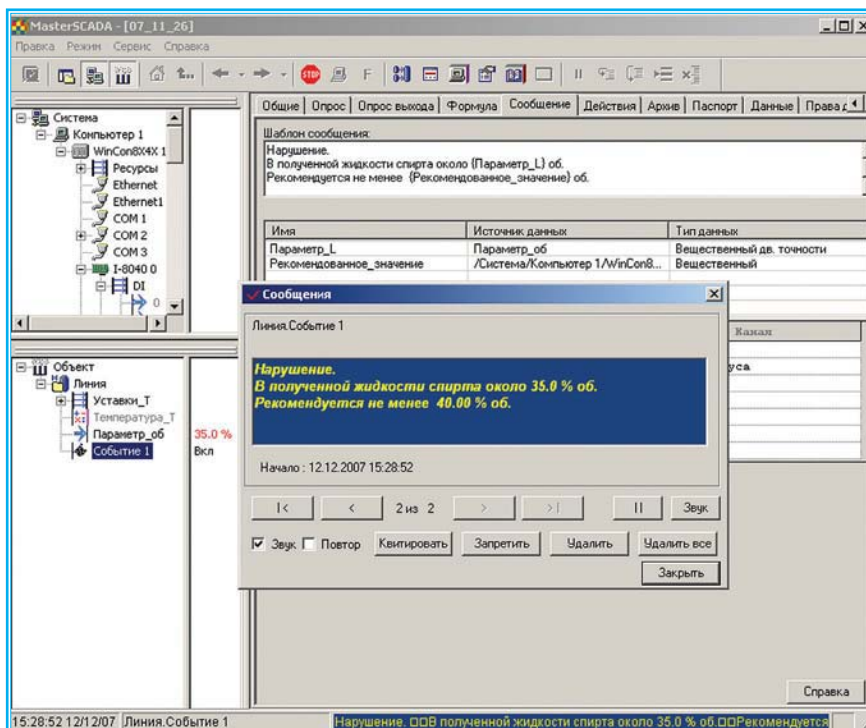 MasterSCADA - [07_11_26]
Правка Режим Сервис Справка
STOP F
Система
Компьютер 1
WinCon8X4X 1
Ресурсы
Ethernet
Ethernet1
COM 1
COM 2
COM 3
I-8040 0
DI
0
Общие Опрос Опрос выхода Формула Сообщение Действия Архив Паспорт Данные Права
Шаблон сообщения:
Нарушение.
В полученной жидкости спирта около {Параметр_L} об.
Рекомендуется не менее {Рекомендованное_значение} об.
Имя Источник данных Тип данных
Параметр_L Параметр_об Вещественный дв. точности
Рекомендованное_значение /Система/Компьютер 1/WinCon8... Вещественный
Канал
уса
Объект
Линия
Уставки_Т
Температура_Т
Параметр_об 35.0 %
Событие 1 Вкл
Сообщения
Линия.Событие 1
Нарушение.
В полученной жидкости спирта около 35.0 % об.
Рекомендуется не менее 40.00 % об.
Начало : 12.12.2007 15:28:52
|< < 2 из 2 > >| || Звук
Звук Повтор Квитировать Запретить Удалить Удалить все
Закрыть
Справка
15:28:52 12/12/07 Линия.Событие 1 Нарушение. □□В полученной жидкости спирта около 35.0 % об.□□Рекомендуется